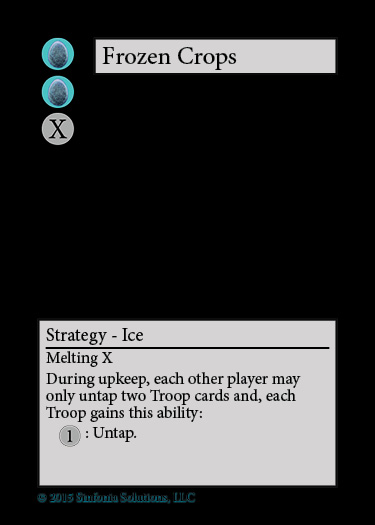 Frozen Crops
X
Strategy - Ice
Melting X
During upkeep, each other player may
only untap two Troop cards and, each
Troop gains this ability:
1 : Untap.
© 2015 Sinfonia Solutions, LLC